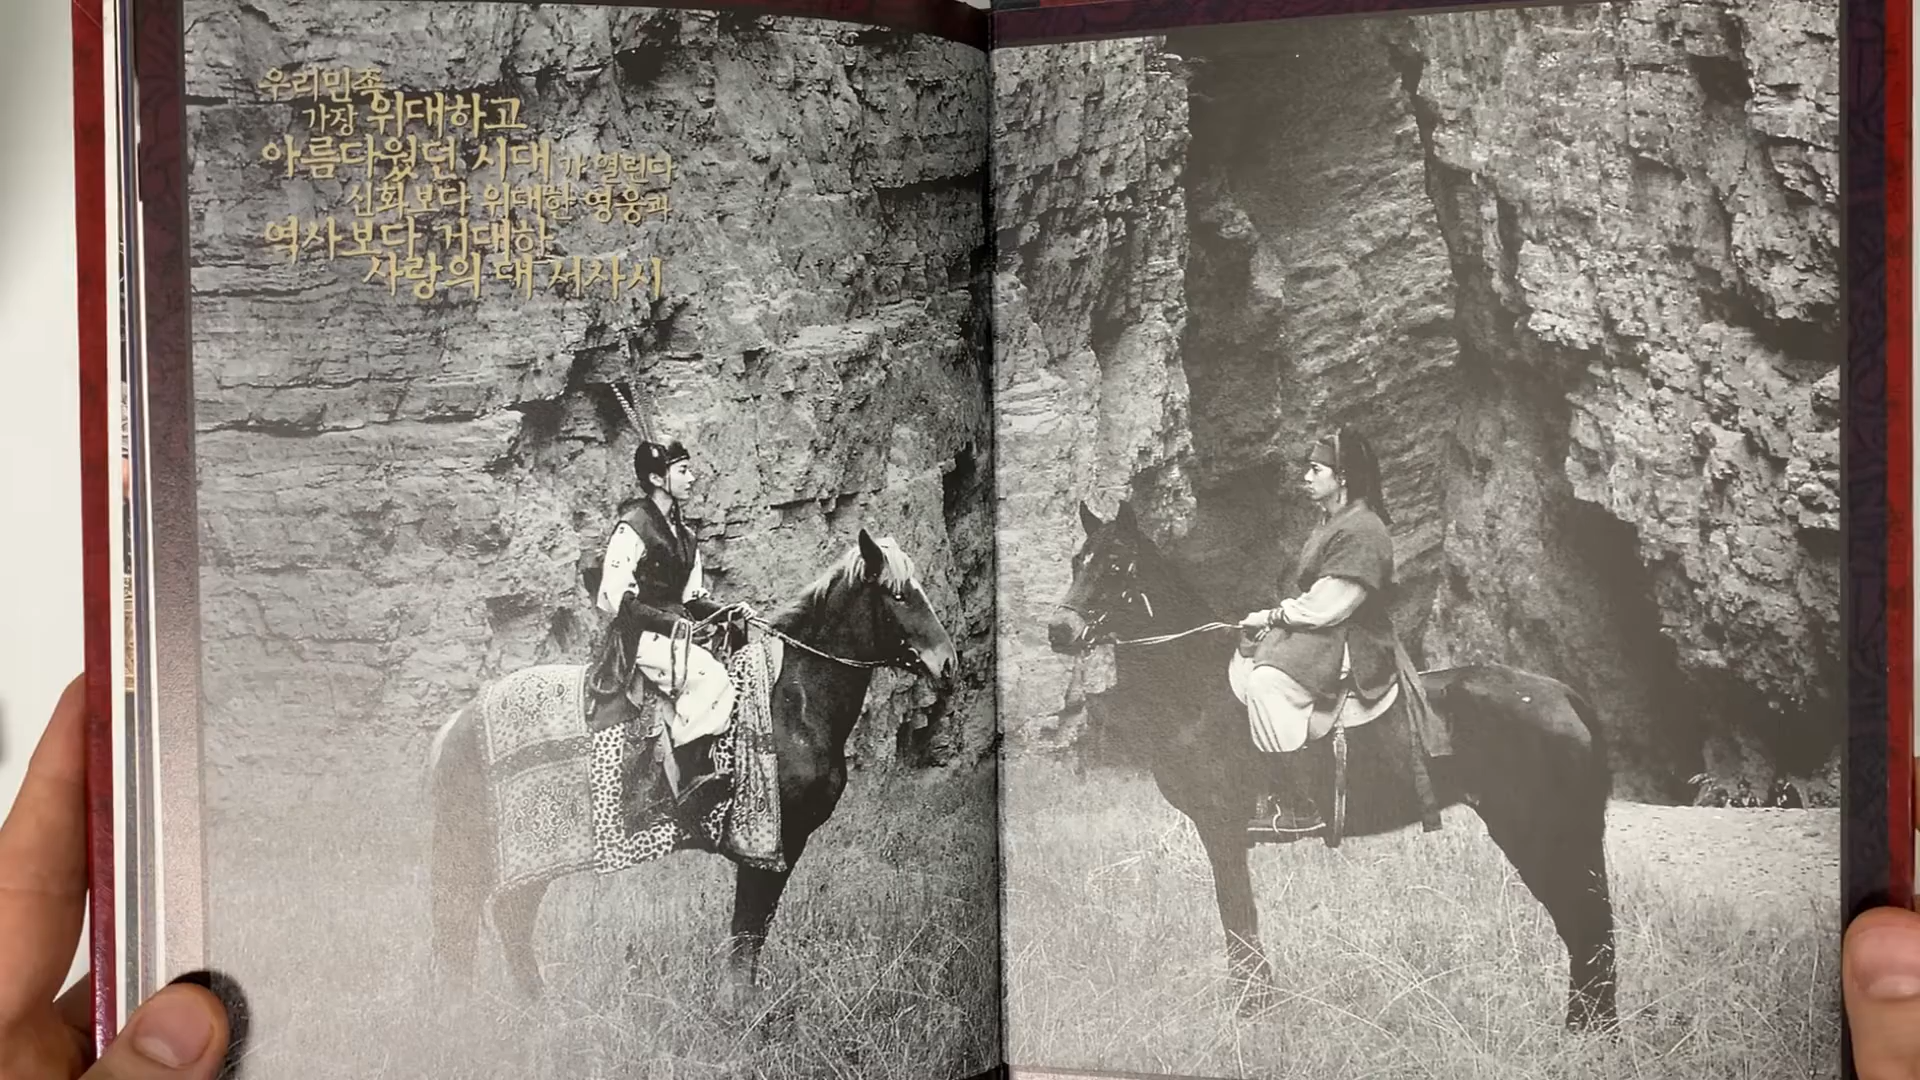 우리민족
가장 위대하고
아름다웠던 시대가 열린다
신화보다 위대한 영웅과
역사보다 거대한
사랑의 대 서사시